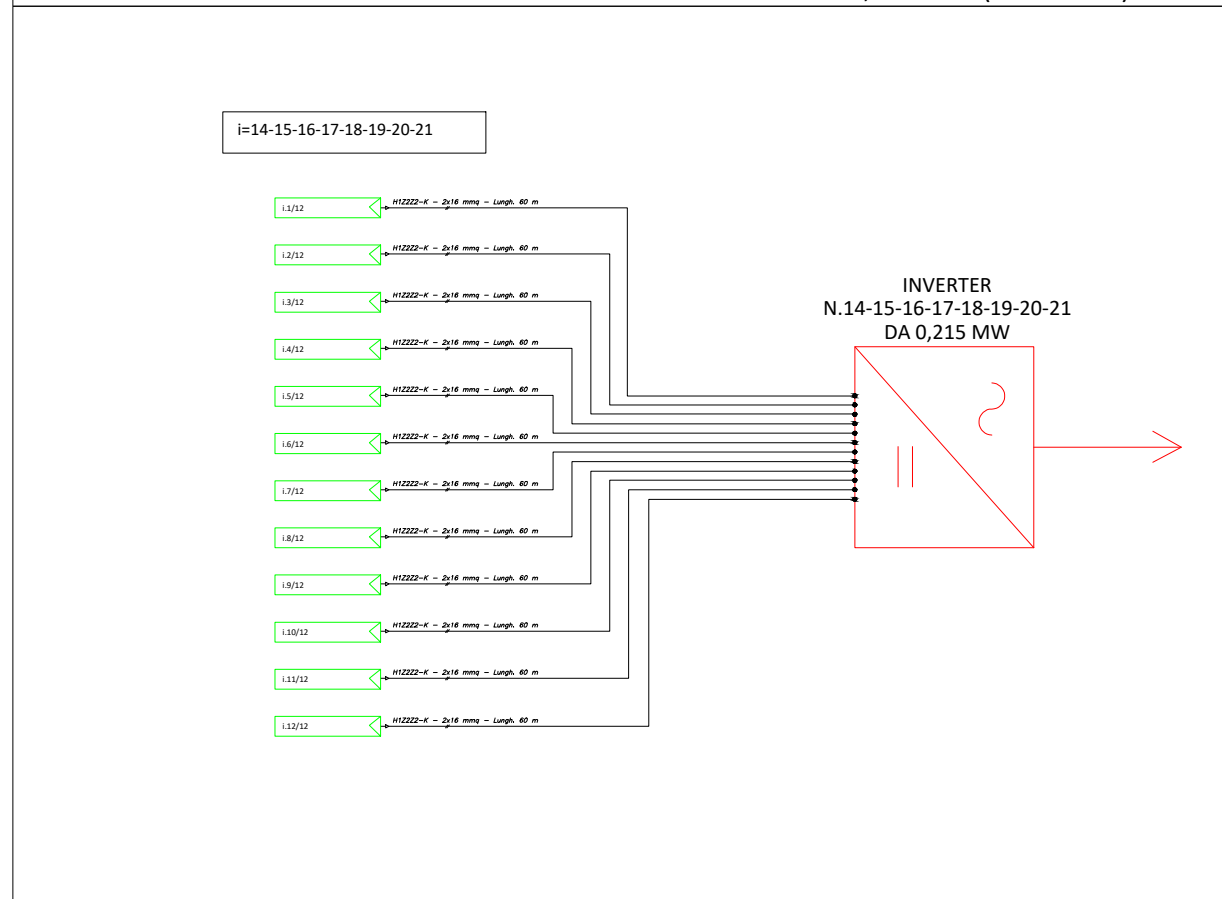 i=14-15-16-17-18-19-20-21
i.1/12
H1Z2Z2-K - 2x16 mmq - Lungh. 60 m
i.2/12
H1Z2Z2-K - 2x16 mmq - Lungh. 60 m
i.3/12
H1Z2Z2-K - 2x16 mmq - Lungh. 60 m
i.4/12
H1Z2Z2-K - 2x16 mmq - Lungh. 60 m
i.5/12
H1Z2Z2-K - 2x16 mmq - Lungh. 60 m
i.6/12
H1Z2Z2-K - 2x16 mmq - Lungh. 60 m
i.7/12
H1Z2Z2-K - 2x16 mmq - Lungh. 60 m
i.8/12
H1Z2Z2-K - 2x16 mmq - Lungh. 60 m
i.9/12
H1Z2Z2-K - 2x16 mmq - Lungh. 60 m
i.10/12
H1Z2Z2-K - 2x16 mmq - Lungh. 60 m
i.11/12
H1Z2Z2-K - 2x16 mmq - Lungh. 60 m
i.12/12
H1Z2Z2-K - 2x16 mmq - Lungh. 60 m
INVERTER
N.14-15-16-17-18-19-20-21
DA 0,215 MW